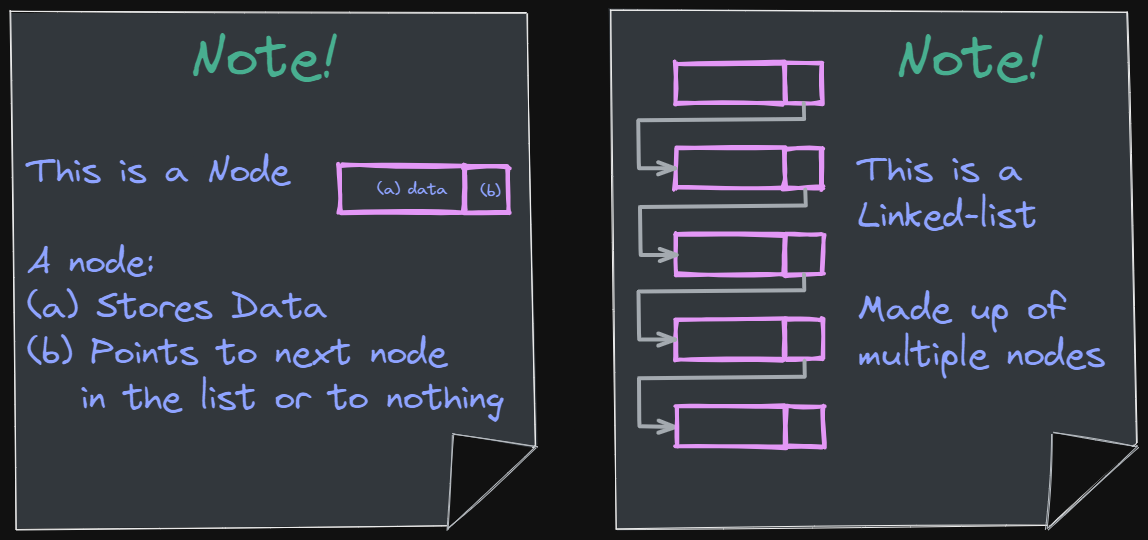 Note!
This is a Node
(a) data
(b)
A node:
(a) Stores Data
(b) Points to next node
in the list or to nothing
Note!
This is a
Linked-list
Made up of
multiple nodes